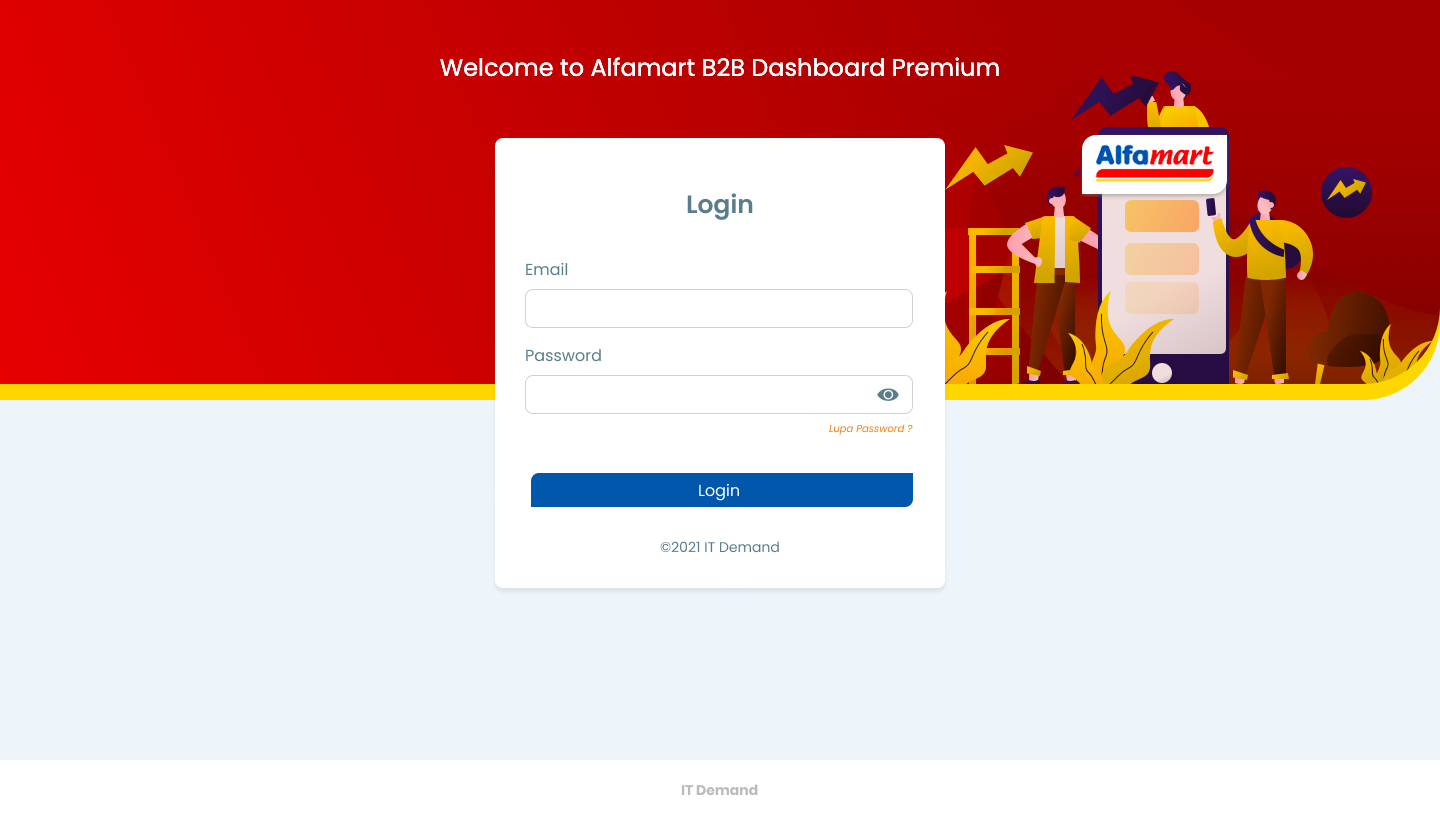 Welcome to Alfamart B2B Dashboard Premium
Alfamart
Login
Email
Password
Lupa Password ?
Login
©2021 IT Demand
IT Demand